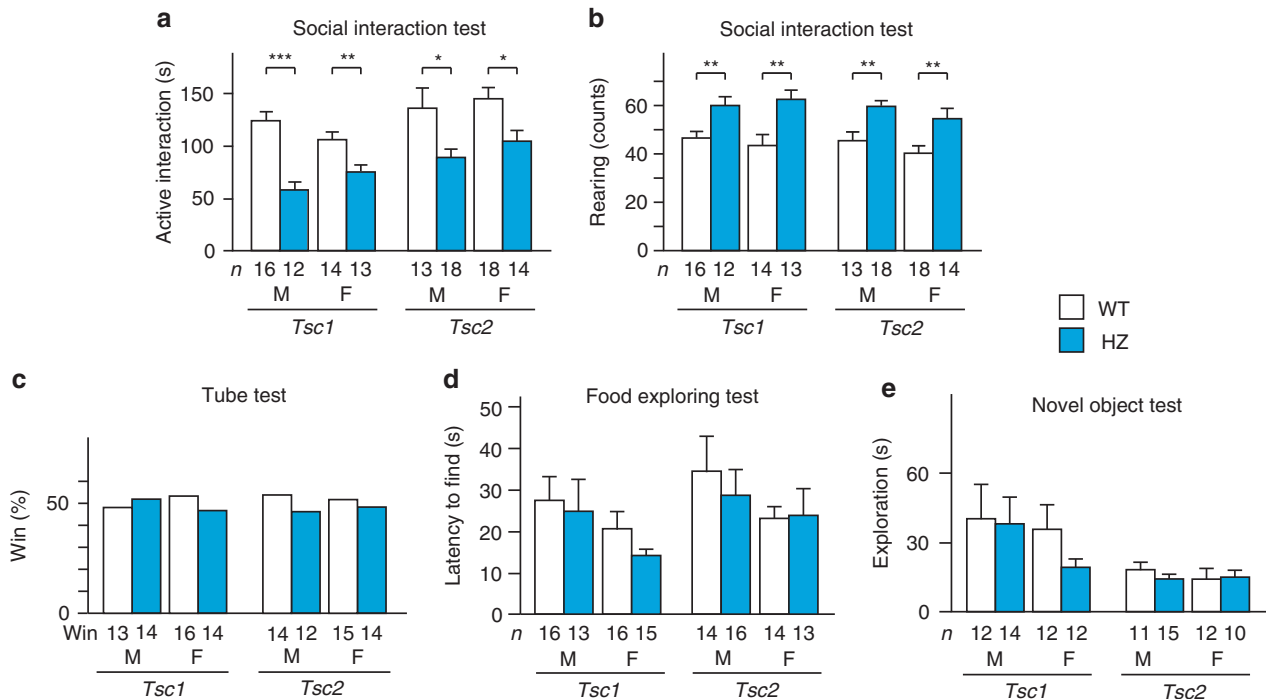 a
Social interaction test
Active interaction (s)
150
100
50
0
*** ** * *
n 16 12 14 13 13 18 18 14
M F M F
Tsc1 Tsc2
b
Social interaction test
Rearing (counts)
60
40
20
0
** ** ** **
n 16 12 14 13 13 18 18 14
M F M F
Tsc1 Tsc2
WT
HZ
c
Tube test
Win (%)
50
0
Win 13 14 16 14 14 12 15 14
M F M F
Tsc1 Tsc2
d
Food exploring test
Latency to find (s)
50
40
30
20
10
0
n 16 13 16 15 14 16 14 13
M F M F
Tsc1 Tsc2
e
Novel object test
Exploration (s)
60
30
0
n 12 14 12 12 11 15 12 10
M F M F
Tsc1 Tsc2